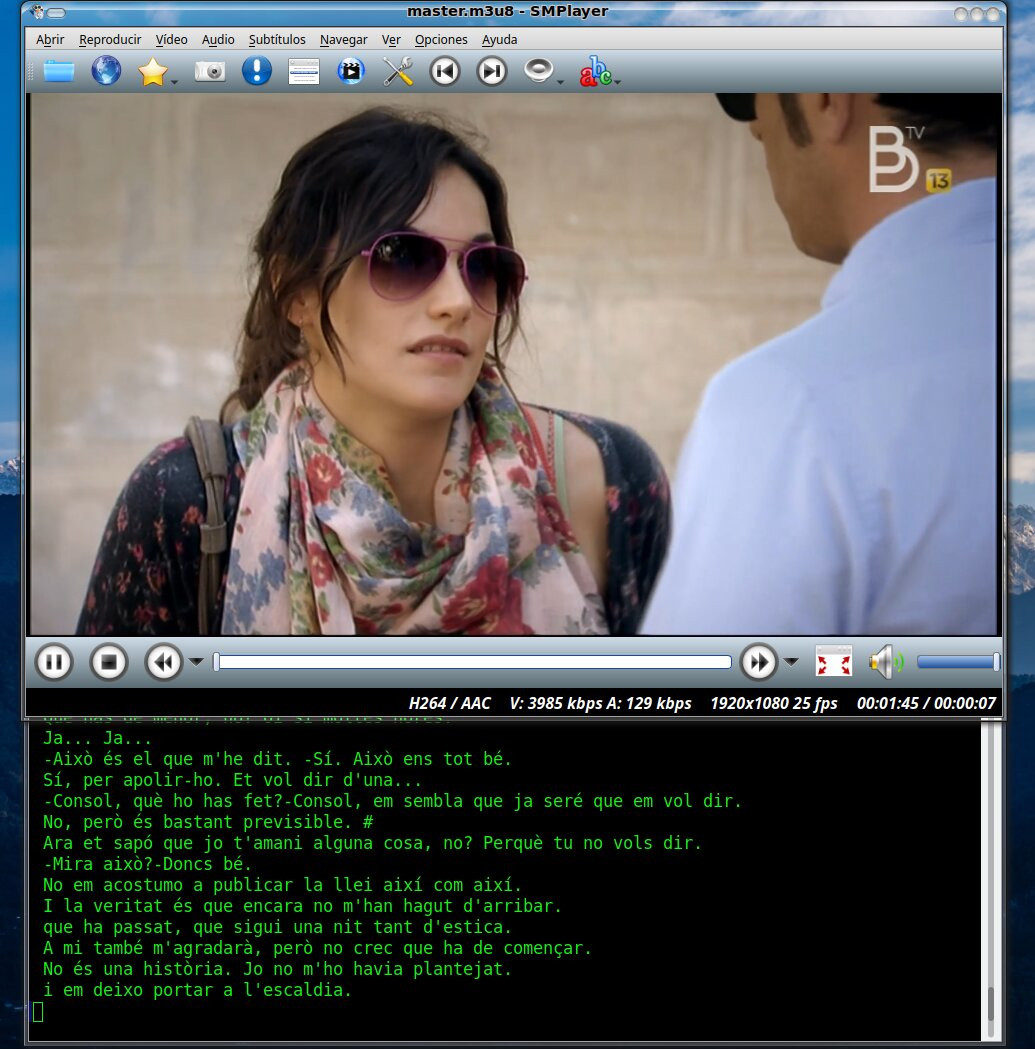 master.m3u8 - SMPlayer
Abrir Reproducir Vídeo Audio Subtítulos Navegar Ver Opciones Ayuda
abc
BTV
13
H264 / AAC V: 3985 kbps A: 129 kbps 1920x1080 25 fps 00:01:45 / 00:00:07
Ja... Ja...
-Això és el que m'he dit. -Sí. Això ens tot bé.
Sí, per apolir-ho. Et vol dir d'una...
-Consol, què ho has fet?-Consol, em sembla que ja seré que em vol dir.
No, però és bastant previsible. #
Ara et sapó que jo t'amani alguna cosa, no? Perquè tu no vols dir.
-Mira això?-Doncs bé.
No em acostumo a publicar la llei així com així.
I la veritat és que encara no m'han hagut d'arribar.
que ha passat, que sigui una nit tant d'estica.
A mi també m'agradarà, però no crec que ha de començar.
No és una història. Jo no m'ho havia plantejat.
i em deixo portar a l'escaldia.